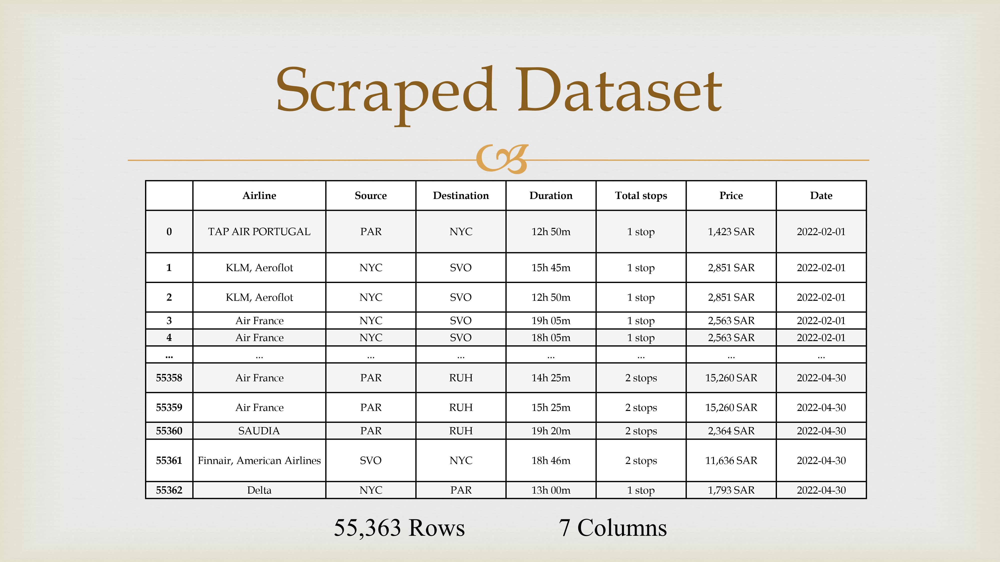 Scraped Dataset
Airline Source Destination Duration Total stops Price Date
0 TAP AIR PORTUGAL PAR NYC 12h 50m 1 stop 1,423 SAR 2022-02-01
1 KLM, Aeroflot NYC SVO 15h 45m 1 stop 2,851 SAR 2022-02-01
2 KLM, Aeroflot NYC SVO 12h 50m 1 stop 2,851 SAR 2022-02-01
3 Air France NYC SVO 19h 05m 1 stop 2,563 SAR 2022-02-01
4 Air France NYC SVO 18h 05m 1 stop 2,563 SAR 2022-02-01
... ... ... ... ... ... ... ...
55358 Air France PAR RUH 14h 25m 2 stops 15,260 SAR 2022-04-30
55359 Air France PAR RUH 15h 25m 2 stops 15,260 SAR 2022-04-30
55360 SAUDIA PAR RUH 19h 20m 2 stops 2,364 SAR 2022-04-30
55361 Finnair, American Airlines SVO NYC 18h 46m 2 stops 11,636 SAR 2022-04-30
55362 Delta NYC PAR 13h 00m 1 stop 1,793 SAR 2022-04-30
55,363 Rows 7 Columns